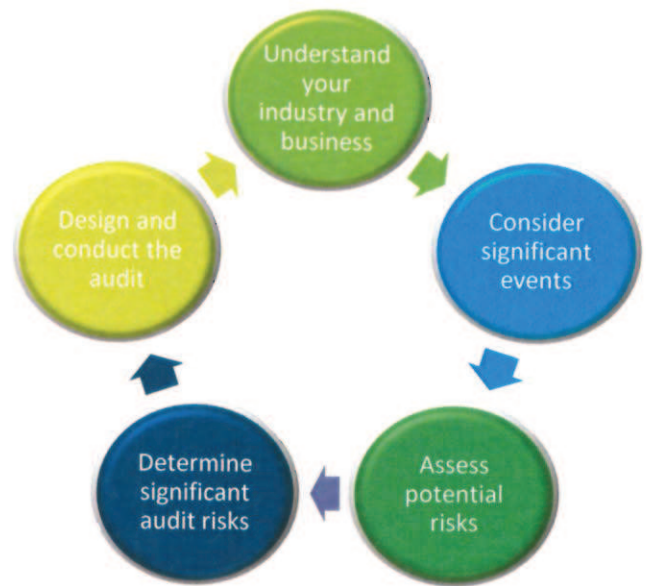 Understand
your
industry and
business
Consider
significant
events
Assess
potential
risks
Determine
significant
audit risks
Design and
conduct the
audit